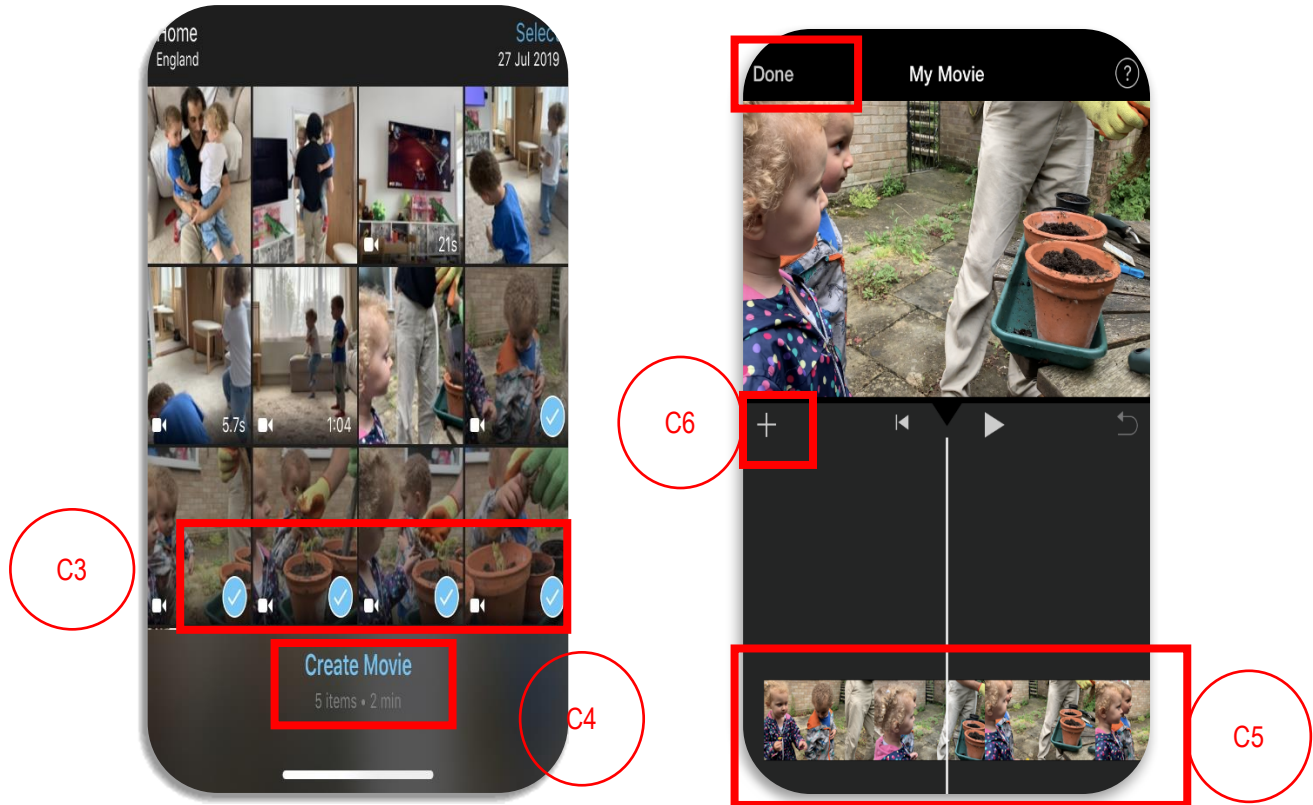 Home
Select
England
27 Jul 2019
21s
5.7s
1:04
C3
Create Movie
5 items • 2 min
C4
Done
My Movie
?
C6
C5